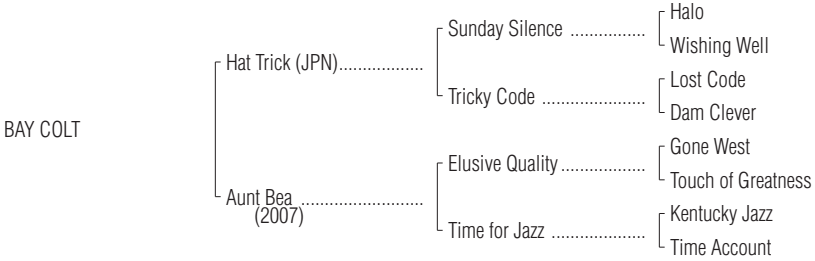 Halo
Sunday Silence ................
Wishing Well
Hat Trick (JPN)..................
Lost Code
Tricky Code ......................
Dam Clever
BAY COLT
Gone West
Elusive Quality ..................
Touch of Greatness
Aunt Bea ..........................
(2007)
Kentucky Jazz
Time for Jazz ....................
Time Account